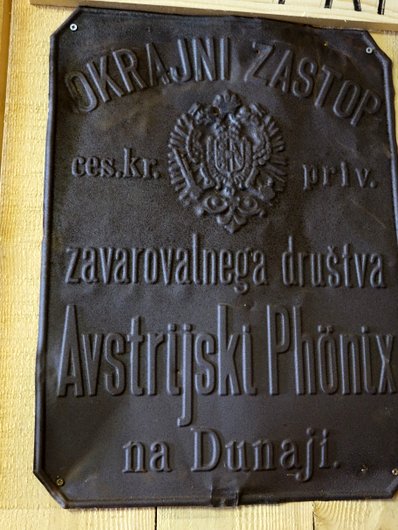 OKRAJNI ZASTOP
ces.kr. priv.
zavarovalnega društva
Avstrijski Phönix
na Dunaji.